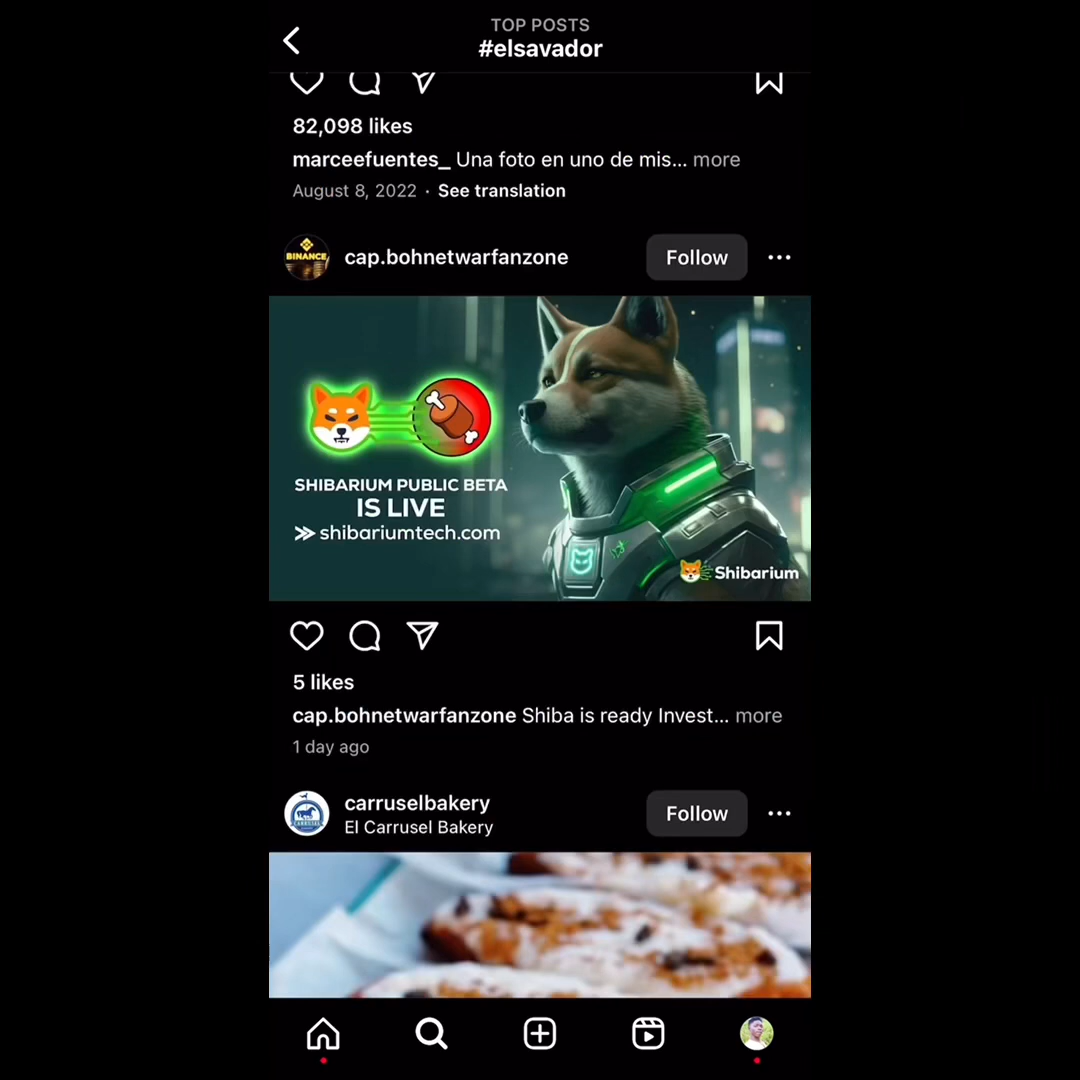 TOP POSTS
#elsavador
82,098 likes
marceefuentes_ Una foto en uno de mis... more
August 8, 2022 · See translation
BINANCE
cap.bohnetwarfanzone
Follow
SHIBARIUM PUBLIC BETA
IS LIVE
>> shibariumtech.com
Shibarium
5 likes
cap.bohnetwarfanzone Shiba is ready Invest... more
1 day ago
carruselbakery
El Carrusel Bakery
Follow
CARRUSEL